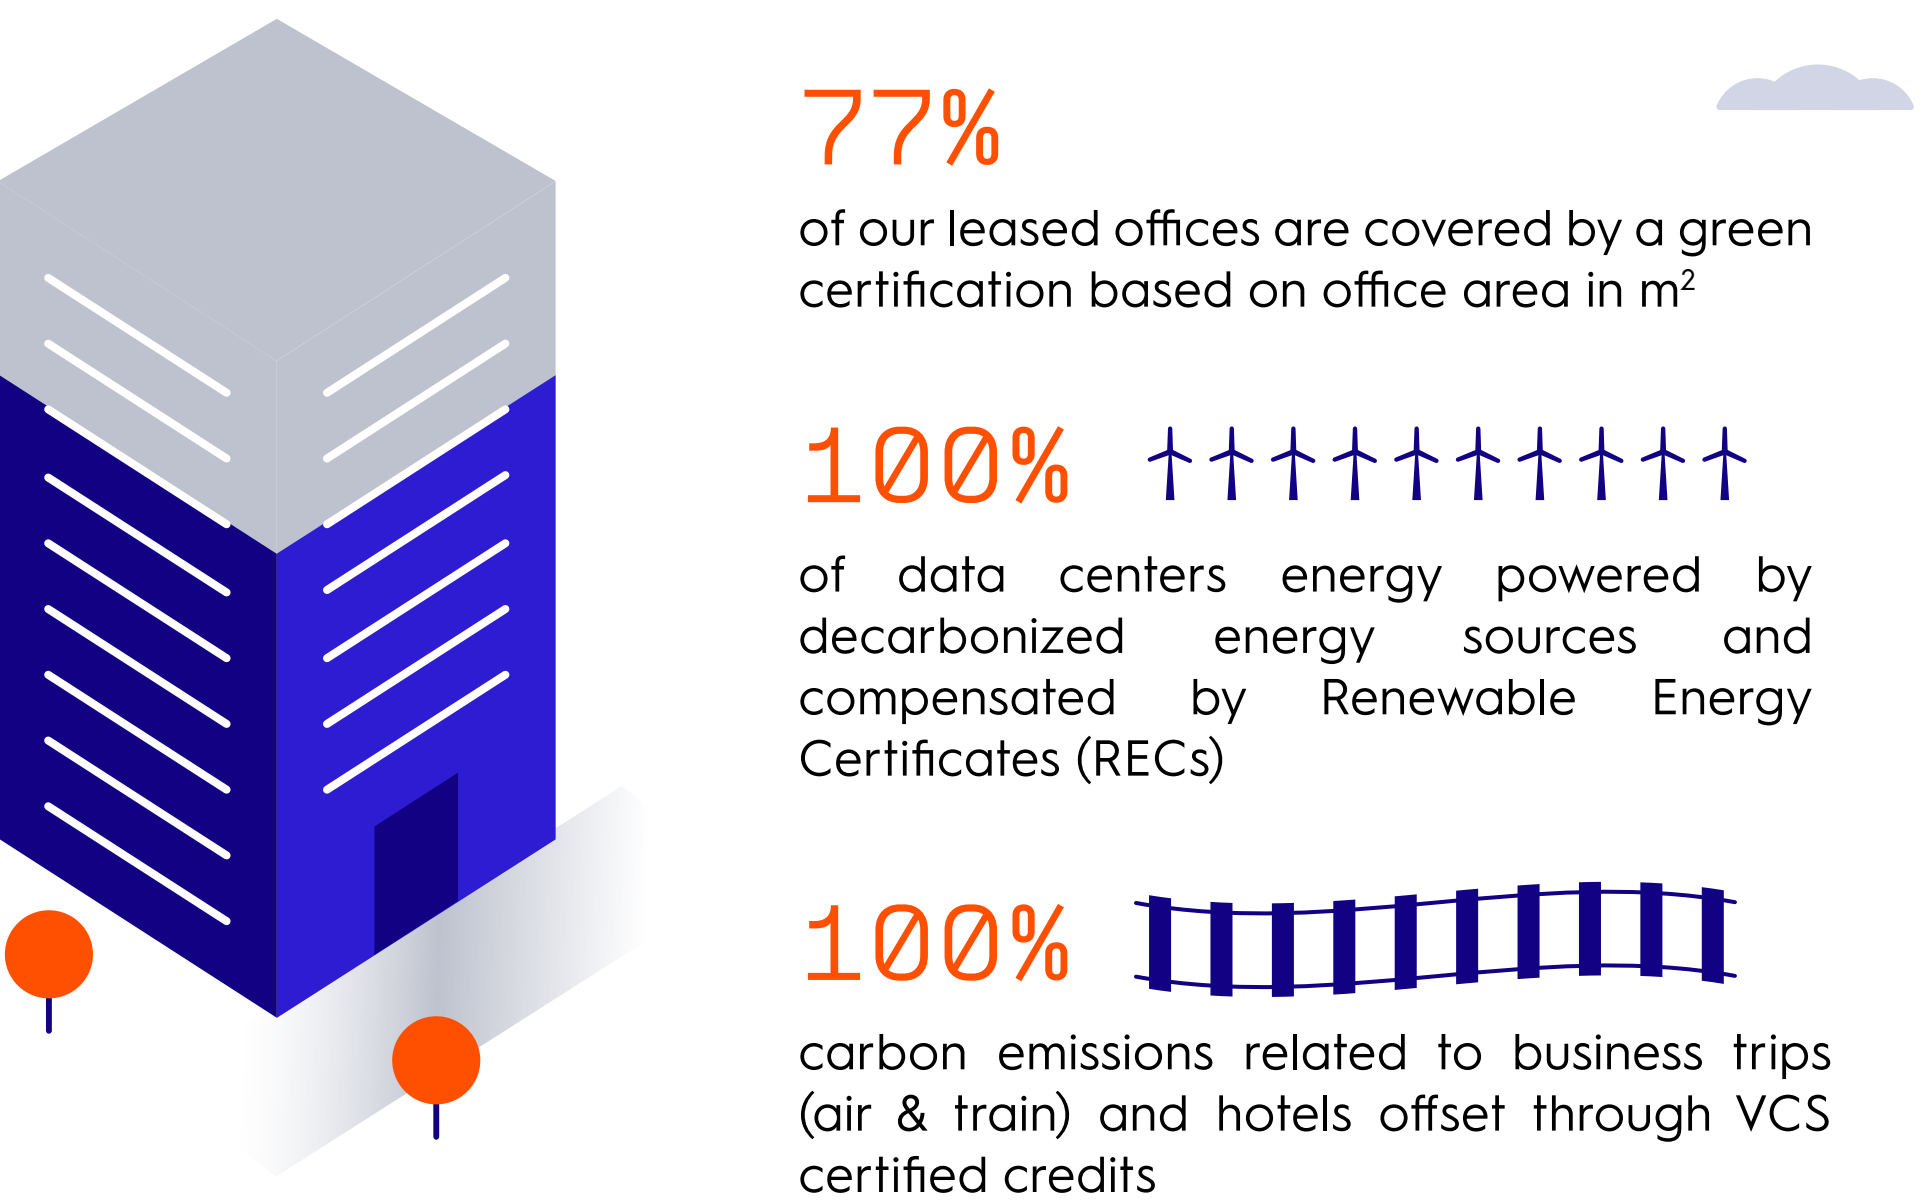 77%
of our leased offices are covered by a green
certification based on office area in m²
100%
of data centers energy powered by
decarbonized energy sources and
compensated by Renewable Energy
Certificates (RECs)
100%
carbon emissions related to business trips
(air & train) and hotels offset through VCS
certified credits